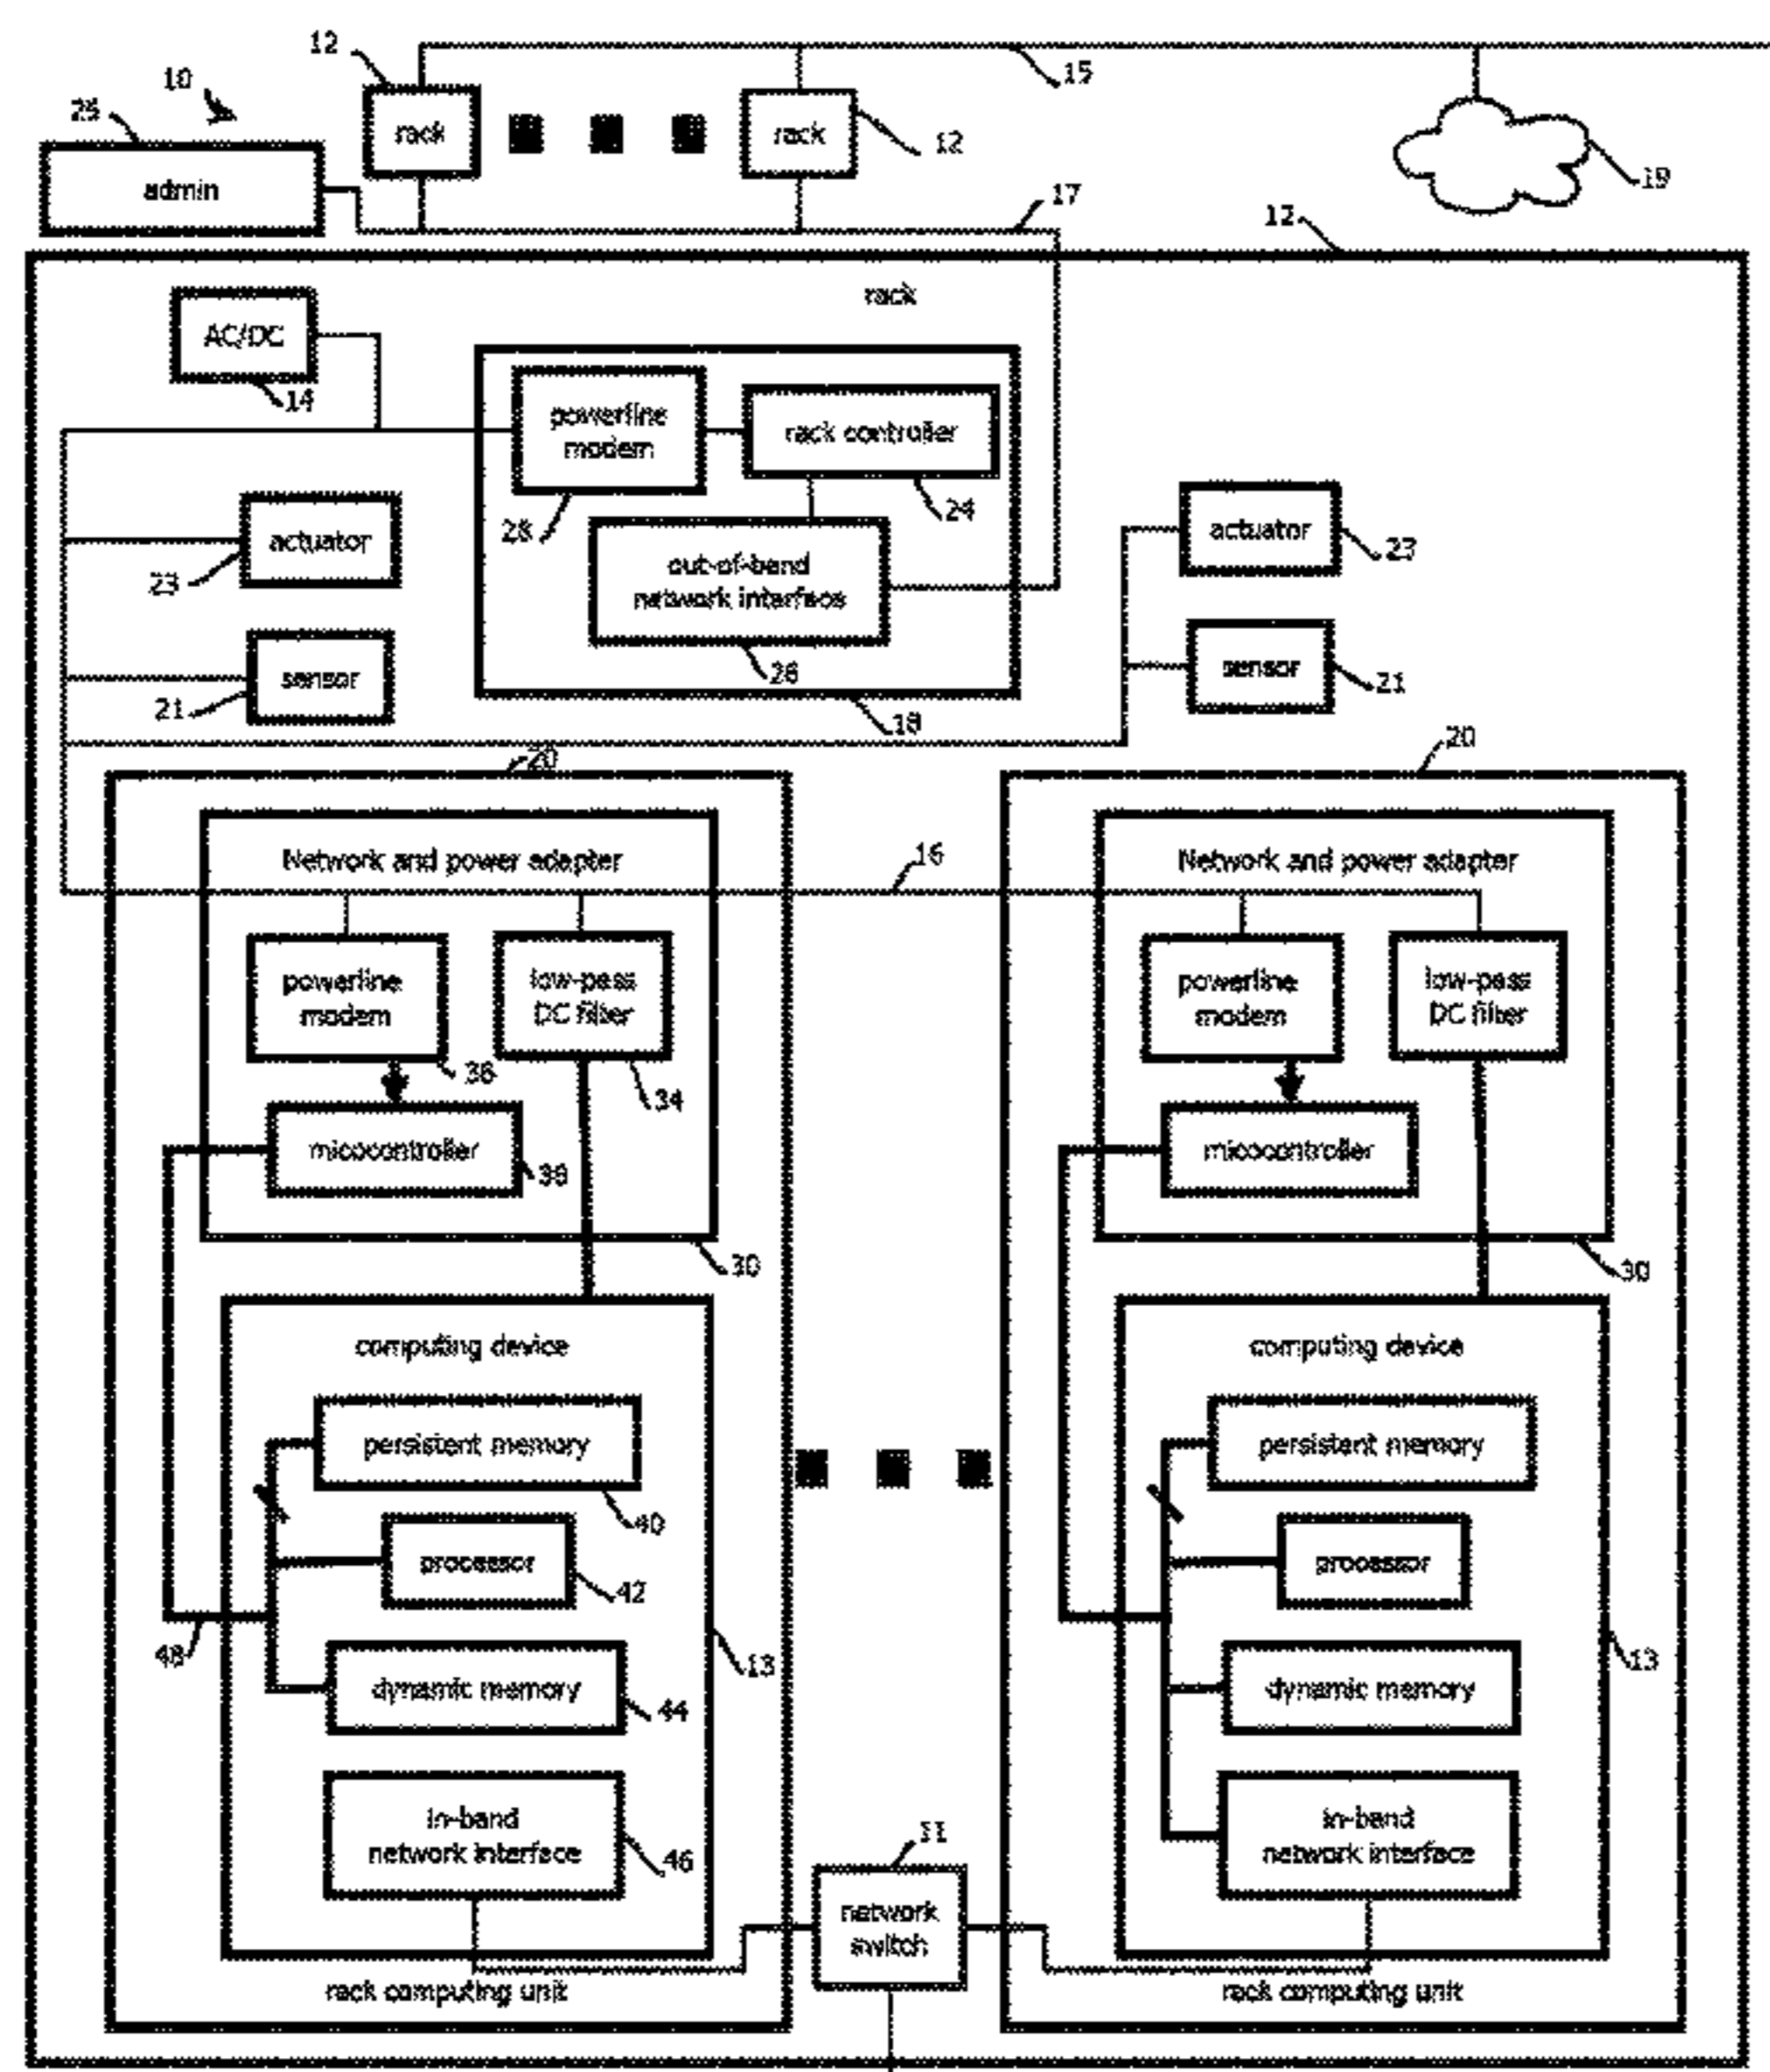 12
10
25
15
rack
rack
12
admin
19
17
12
rack
AC/DC
14
powerline
modem
rack controller
28
24
actuator
23
out-of-band
network interface
26
actuator
23
sensor
21
18
sensor
21
20
20
Network and power adapter
16
Network and power adapter
powerline
modem
low-pass
DC filter
powerline
modem
low-pass
DC filter
38
34
micocontroller
micocontroller
30
30
computing device
computing device
persistent memory
persistent memory
40
processor
42
processor
48
13
13
dynamic memory
44
dynamic memory
in-band
network interface
46
11
network
switch
in-band
network interface
rack computing unit
rack computing unit